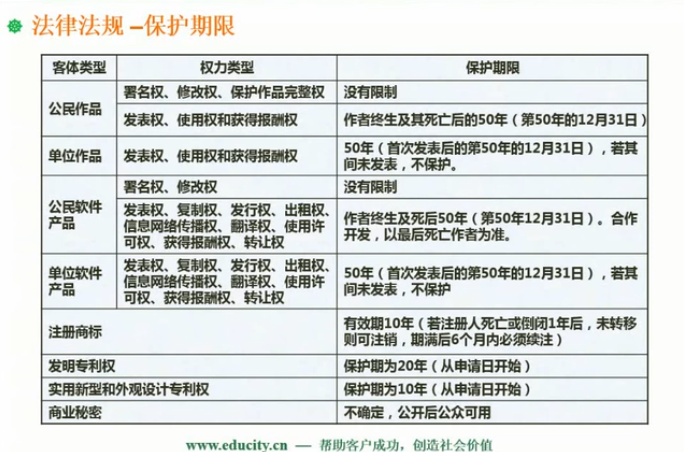 法律法规 –保护期限
客体类型 权力类型 保护期限
公民作品 署名权、修改权、保护作品完整权 没有限制
发表权、使用权和获得报酬权 作者终生及其死亡后的50年（第50年的12月31日）
单位作品 发表权、使用权和获得报酬权 50年（首次发表后的第50年的12月31日），若其
间未发表，不保护。
公民软件
产品
署名权、修改权 没有限制
发表权、复制权、发行权、出租权、
信息网络传播权、翻译权、使用许
可权、获得报酬权、转让权
作者终生及死后50年（第50年12月31日）。合作
开发，以最后死亡作者为准。
单位软件
产品
发表权、复制权、发行权、出租权、
信息网络传播权、翻译权、使用许
可权、获得报酬权、转让权
50年（首次发表后的第50年12月31日），若其
间未发表，不保护
注册商标
有效期10年（若注册人死亡或倒闭1年后，未转移
则可注销，期满后6个月内必须续注）
发明专利权 保护期为20年（从申请日开始）
实用新型和外观设计专利权 保护期为10年（从申请日开始）
商业秘密 不确定，公开后公众可用
www.educity.cn — 帮助客户成功，创造社会价值